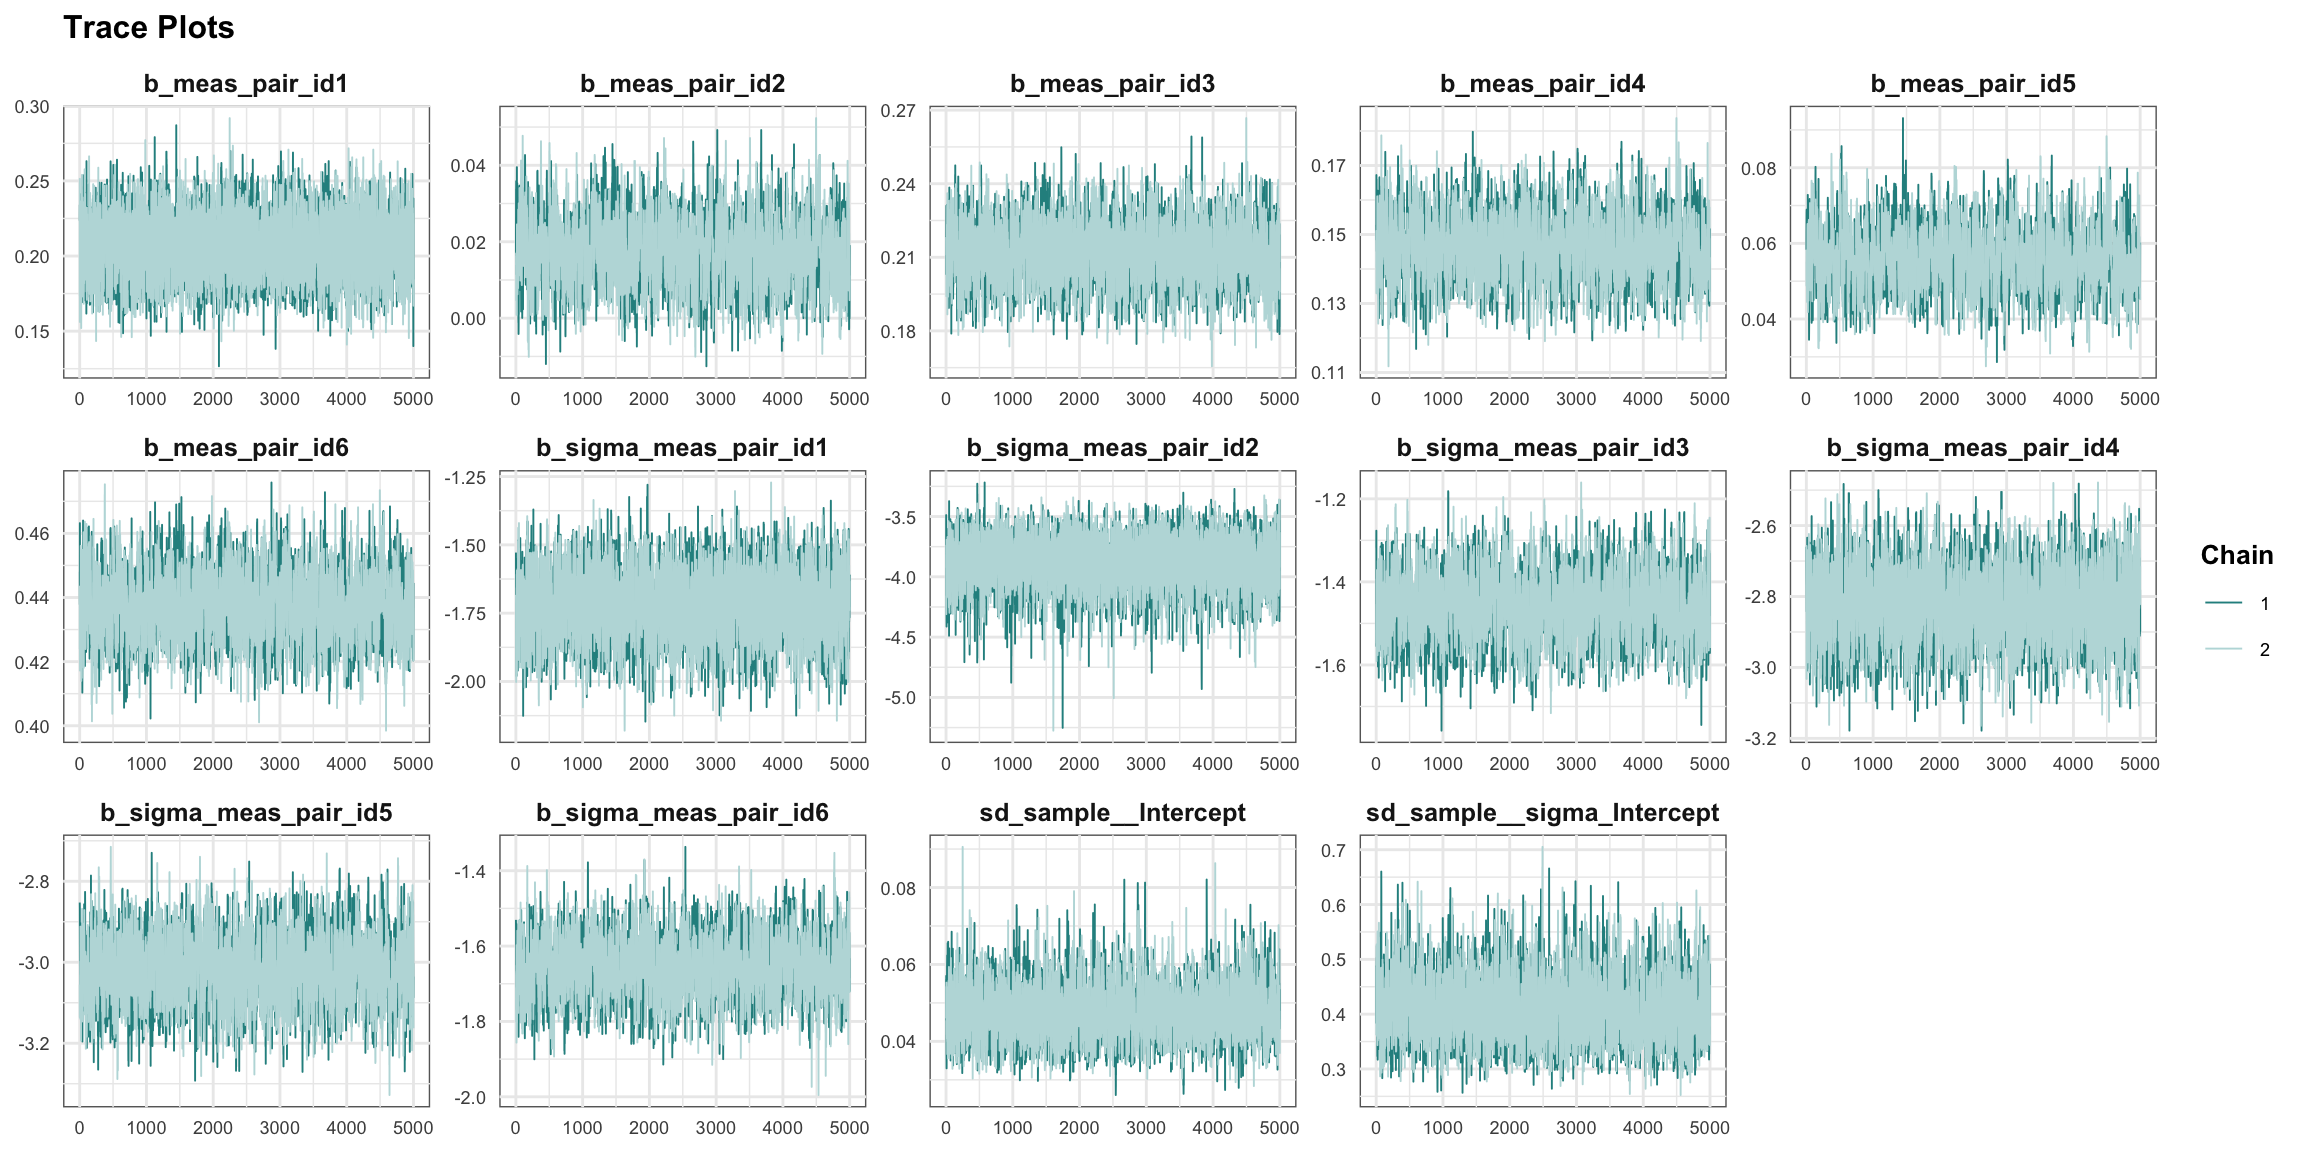 Trace Plots
b_meas_pair_id1 b_meas_pair_id2 b_meas_pair_id3 b_meas_pair_id4 b_meas_pair_id5
0.30
0.25
0.20
0.15
0 1000 2000 3000 4000 5000
0.04
0.02
0.00
0 1000 2000 3000 4000 5000
0.27
0.24
0.21
0.18
0 1000 2000 3000 4000 5000
0.17
0.15
0.13
0.11
0 1000 2000 3000 4000 5000
0.08
0.06
0.04
0 1000 2000 3000 4000 5000
b_meas_pair_id6 b_sigma_meas_pair_id1 b_sigma_meas_pair_id2 b_sigma_meas_pair_id3 b_sigma_meas_pair_id4
0.46
0.44
0.42
0.40
0 1000 2000 3000 4000 5000
-1.25
-1.50
-1.75
-2.00
0 1000 2000 3000 4000 5000
-3.5
-4.0
-4.5
-5.0
0 1000 2000 3000 4000 5000
-1.2
-1.4
-1.6
0 1000 2000 3000 4000 5000
-2.6
-2.8
-3.0
-3.2
0 1000 2000 3000 4000 5000
b_sigma_meas_pair_id5 b_sigma_meas_pair_id6 sd_sample__Intercept sd_sample__sigma_Intercept
-2.8
-3.0
-3.2
0 1000 2000 3000 4000 5000
-1.4
-1.6
-1.8
-2.0
0 1000 2000 3000 4000 5000
0.08
0.06
0.04
0 1000 2000 3000 4000 5000
0.7
0.6
0.5
0.4
0.3
0 1000 2000 3000 4000 5000
Chain
1
2